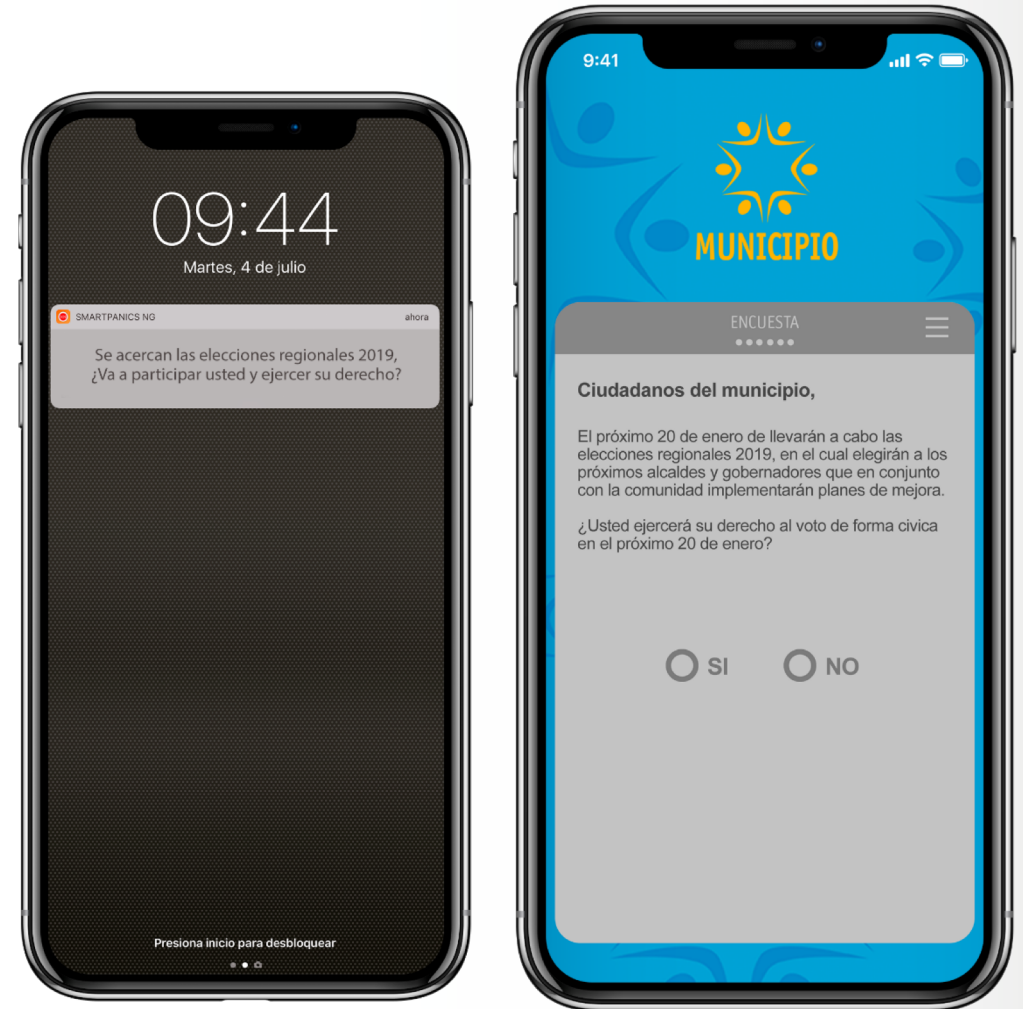 09:44
Martes, 4 de julio
SMARTPANICS NG
ahora
Se acercan las elecciones regionales 2019,
¿Va a participar usted y ejercer su derecho?
Presiona inicio para desbloquear
9:41
MUNICIPIO
ENCUESTA
Ciudadanos del municipio,
El próximo 20 de enero de llevarán a cabo las
elecciones regionales 2019, en el cual elegirán a los
próximos alcaldes y gobernadores que en conjunto
con la comunidad implementarán planes de mejora.
¿Usted ejercerá su derecho al voto de forma civica
en el próximo 20 de enero?
SI
NO